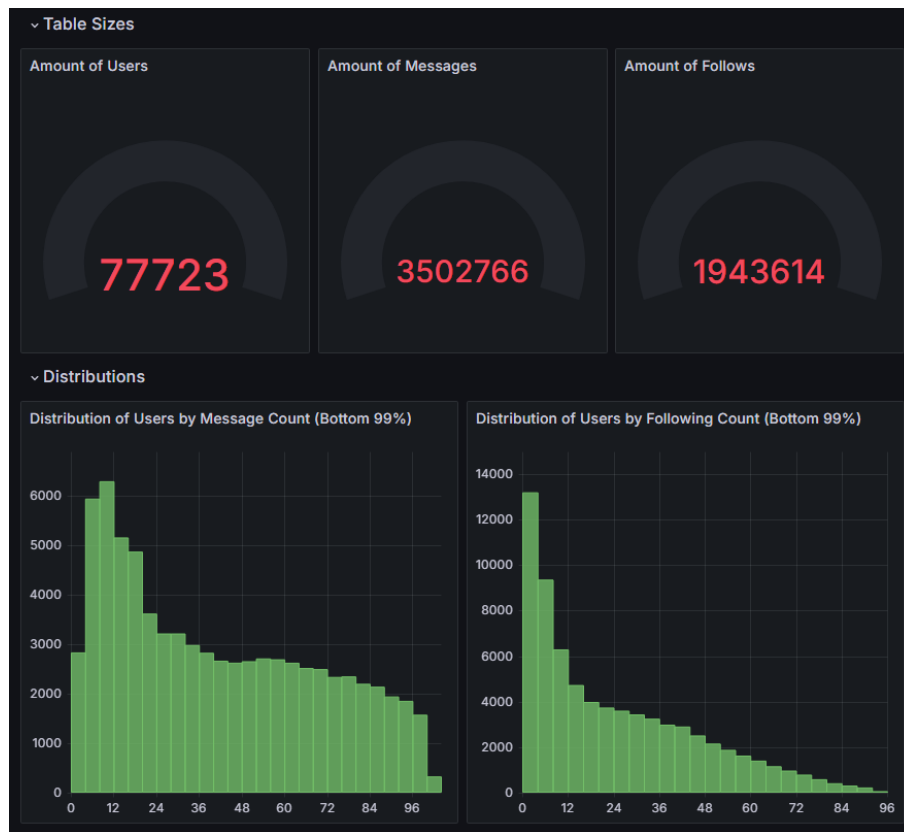 Table Sizes
Amount of Users
Amount of Messages
Amount of Follows
77723
3502766
1943614
Distributions
Distribution of Users by Message Count (Bottom 99%)
Distribution of Users by Following Count (Bottom 99%)
6000
5000
4000
3000
2000
1000
0
0 12 24 36 48 60 72 84 96
14000
12000
10000
8000
6000
4000
2000
0
0 12 24 36 48 60 72 84 96